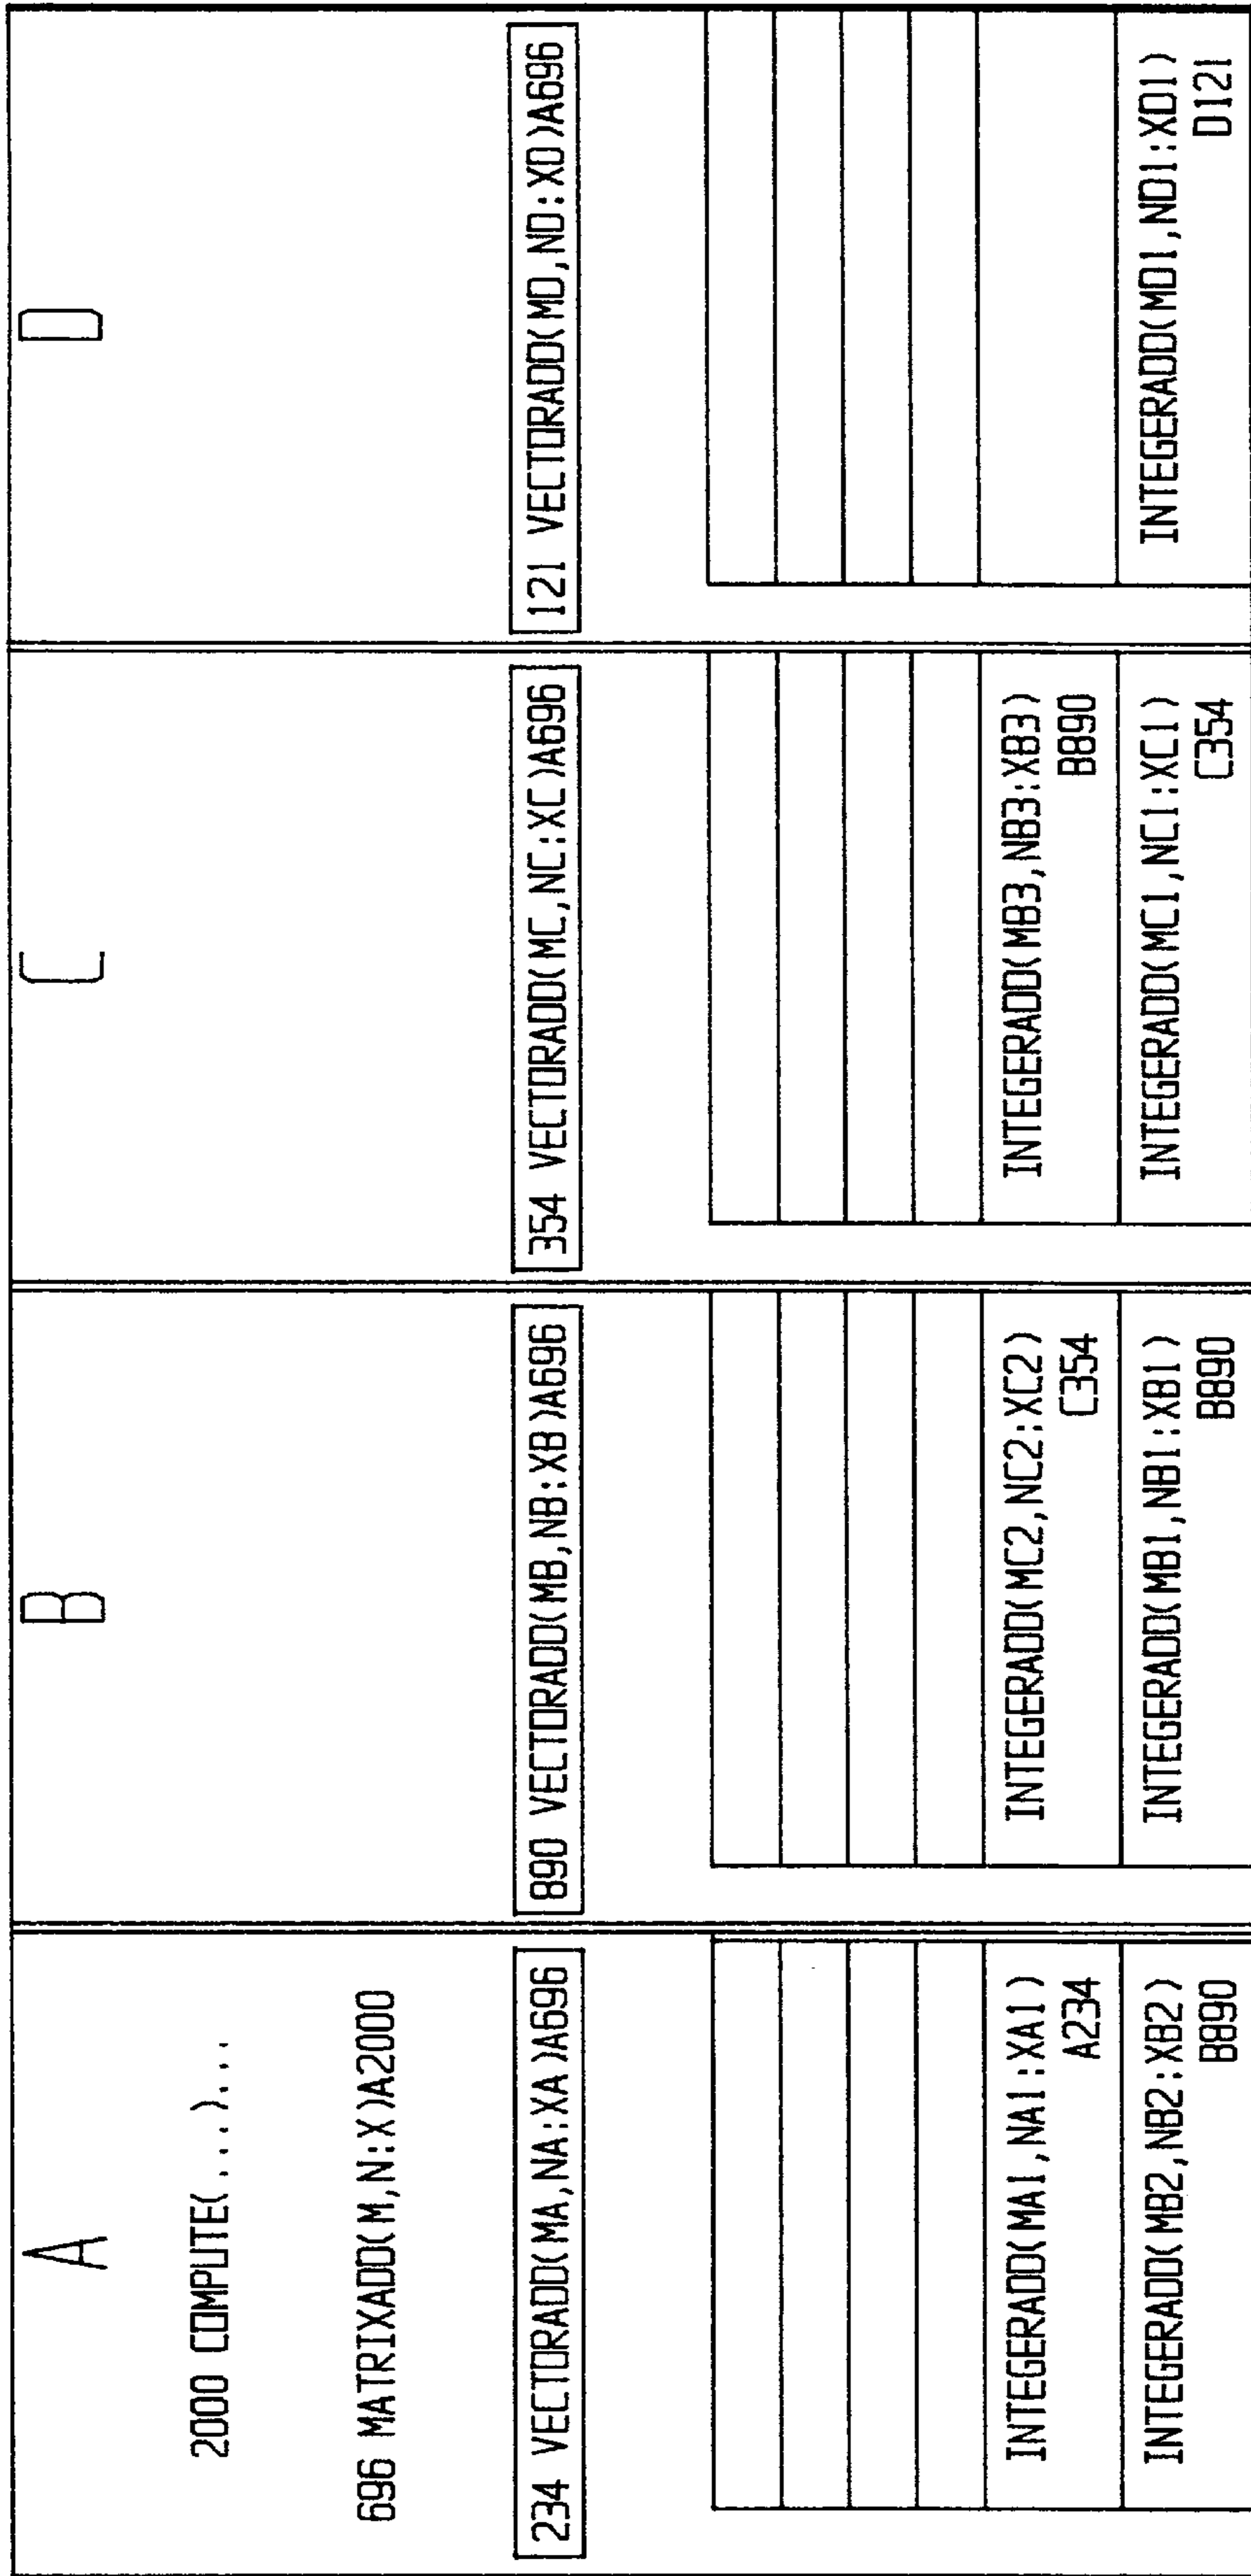 A
2000 COMPUTE(...)...
696 MATRIXADD(M,N:X)A2000
234 VECTORADD(MA,NA:XA)A696
INTEGERADD(MA1,NA1:XA1)
A234
INTEGERADD(MB2,NB2:XB2)
B890
B
890 VECTORADD(MB,NB:XB)A696
INTEGERADD(MC2,NC2:XC2)
C354
INTEGERADD(MB1,NB1:XB1)
B890
C
354 VECTORADD(MC,NC:XC)A696
INTEGERADD(MB3,NB3:XB3)
B890
INTEGERADD(MC1,NC1:XC1)
C354
D
121 VECTORADD(MD,ND:XD)A696
INTEGERADD(MD1,ND1:XD1)
D121